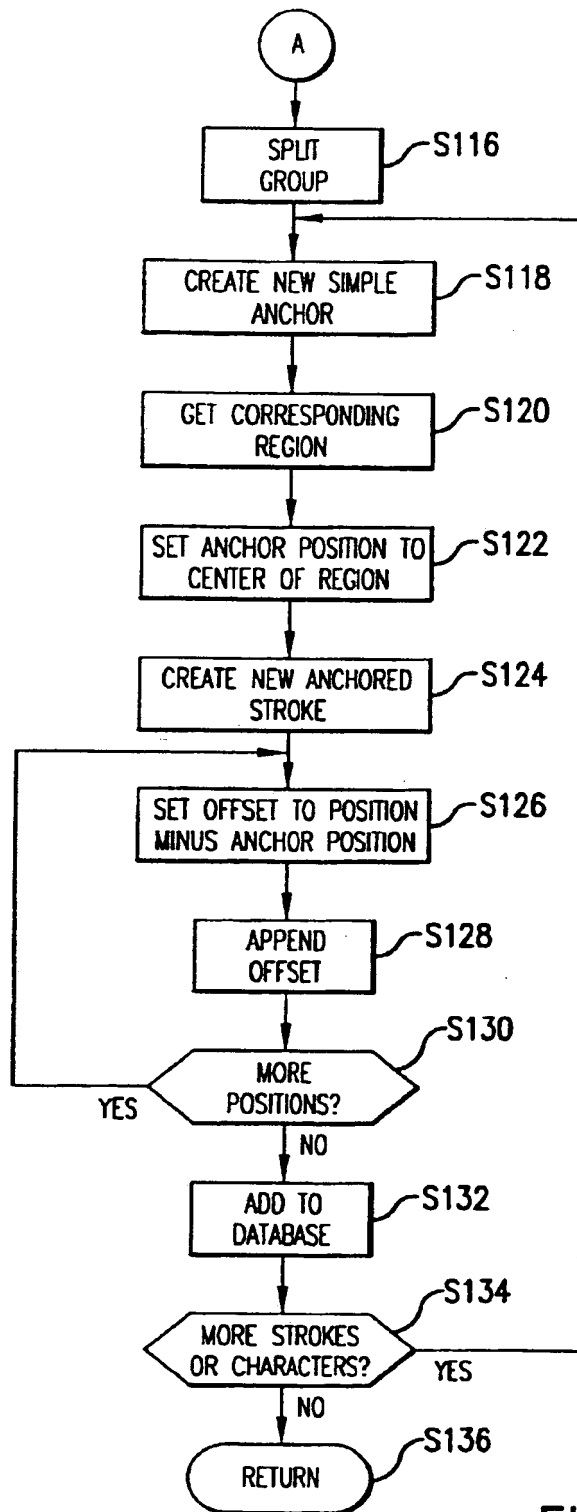 A
SPLIT
GROUP
S116
CREATE NEW SIMPLE
ANCHOR
S118
GET CORRESPONDING
REGION
S120
SET ANCHOR POSITION TO
CENTER OF REGION
S122
CREATE NEW ANCHORED
STROKE
S124
SET OFFSET TO POSITION
MINUS ANCHOR POSITION
S126
APPEND
OFFSET
S128
MORE
POSITIONS?
S130
YES
NO
ADD TO
DATABASE
S132
MORE STROKES
OR CHARACTERS?
S134
YES
NO
RETURN
S136